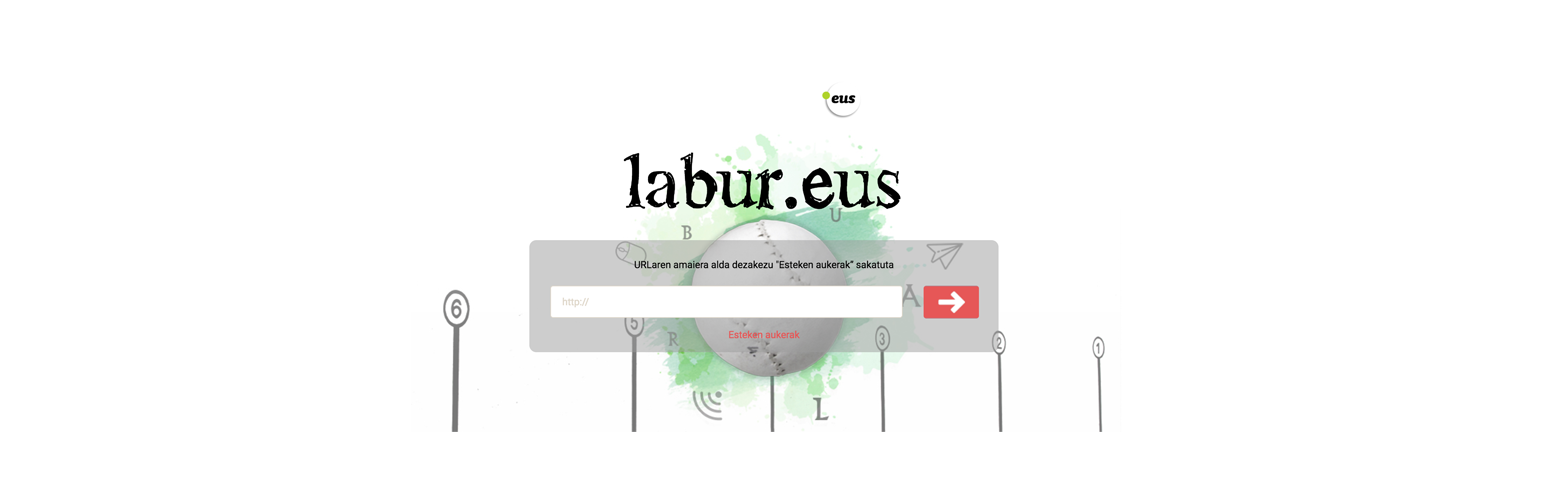 eus
labur.eus
U
B
URLaren amaiera alda dezakezu "Esteken aukerak" sakatuta
http://
A
6
5
R
Esteken aukerak
3
2
1
L